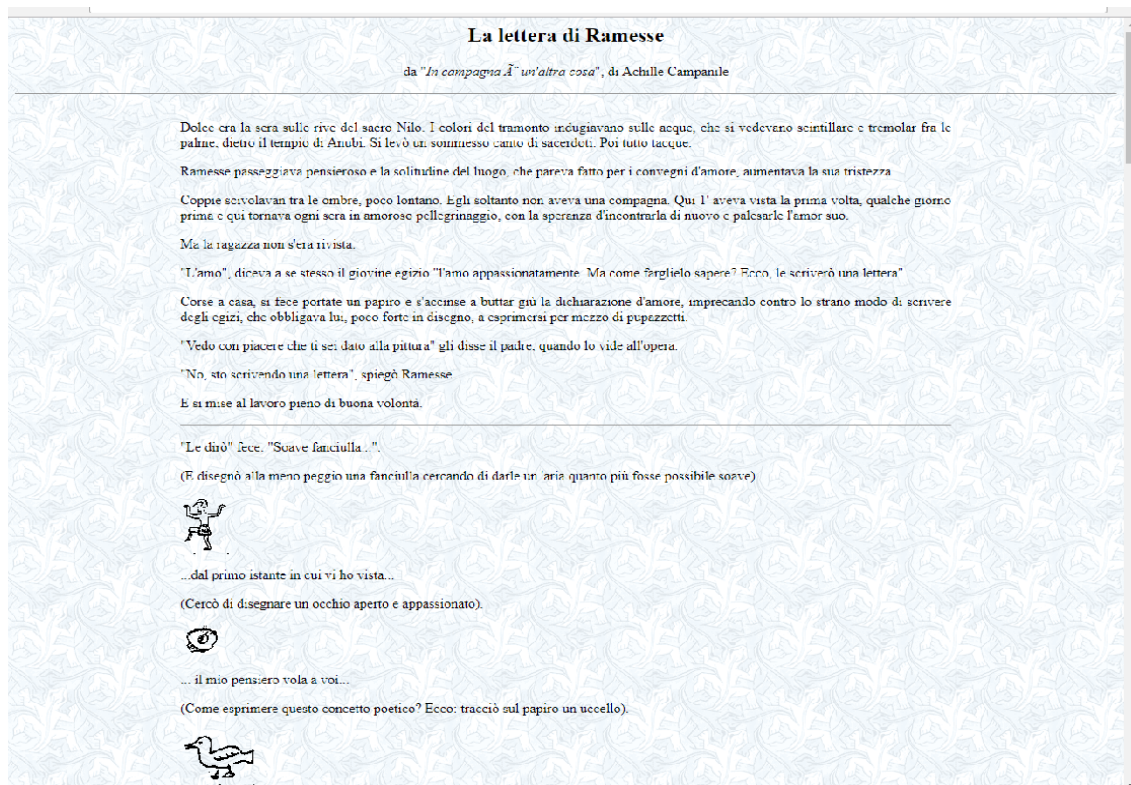 La lettera di Ramesse
da "In campagna Ã¨ un'altra cosa", di Achille Campanile
Dolce era la sera sulle rive del sacro Nilo. I colori del tramonto indugiavano sulle acque, che si vedevano scintillare e tremolar fra le
palme, dietro il tempio di Anubi. Si levò un sommesso canto di sacerdoti. Poi tutto tacque.
Ramesse passeggiava pensieroso e la solitudine del luogo, che pareva fatto per i convegni d'amore, aumentava la sua tristezza.
Coppie scivolavan tra le ombre, poco lontano. Egli soltanto non aveva una compagna. Qui l' aveva vista la prima volta, qualche giorno
prima e qui tornava ogni sera in amoroso pellegrinaggio, con la speranza d'incontrarla di nuovo e palesarle l'amor suo.
Ma la ragazza non s'era rivista.
"L'amo", diceva a se stesso il giovine egizio "l'amo appassionatamente. Ma come farglielo sapere? Ecco, le scriverò una lettera".
Corse a casa, si fece portate un papiro e s'accinse a buttar giù la dichiarazione d'amore, imprecando contro lo strano modo di scrivere
degli egizi, che obbligava lui, poco forte in disegno, a esprimersi per mezzo di pupazzetti.
"Vedo con piacere che ti sei dato alla pittura" gli disse il padre, quando lo vide all'opera.
"No, sto scrivendo una lettera", spiegò Ramesse.
E si mise al lavoro pieno di buona volontà.
"Le dirò" fece: "Soave fanciulla...".
(E disegnò alla meno peggio una fanciulla cercando di darle un'aria quanto più fosse possibile soave)
...dal primo istante in cui vi ho vista...
(Cercò di disegnare un occhio aperto e appassionato).
... il mio pensiero vola a voi...
(Come esprimere questo concetto poetico? Ecco: tracciò sul papiro un uccello).